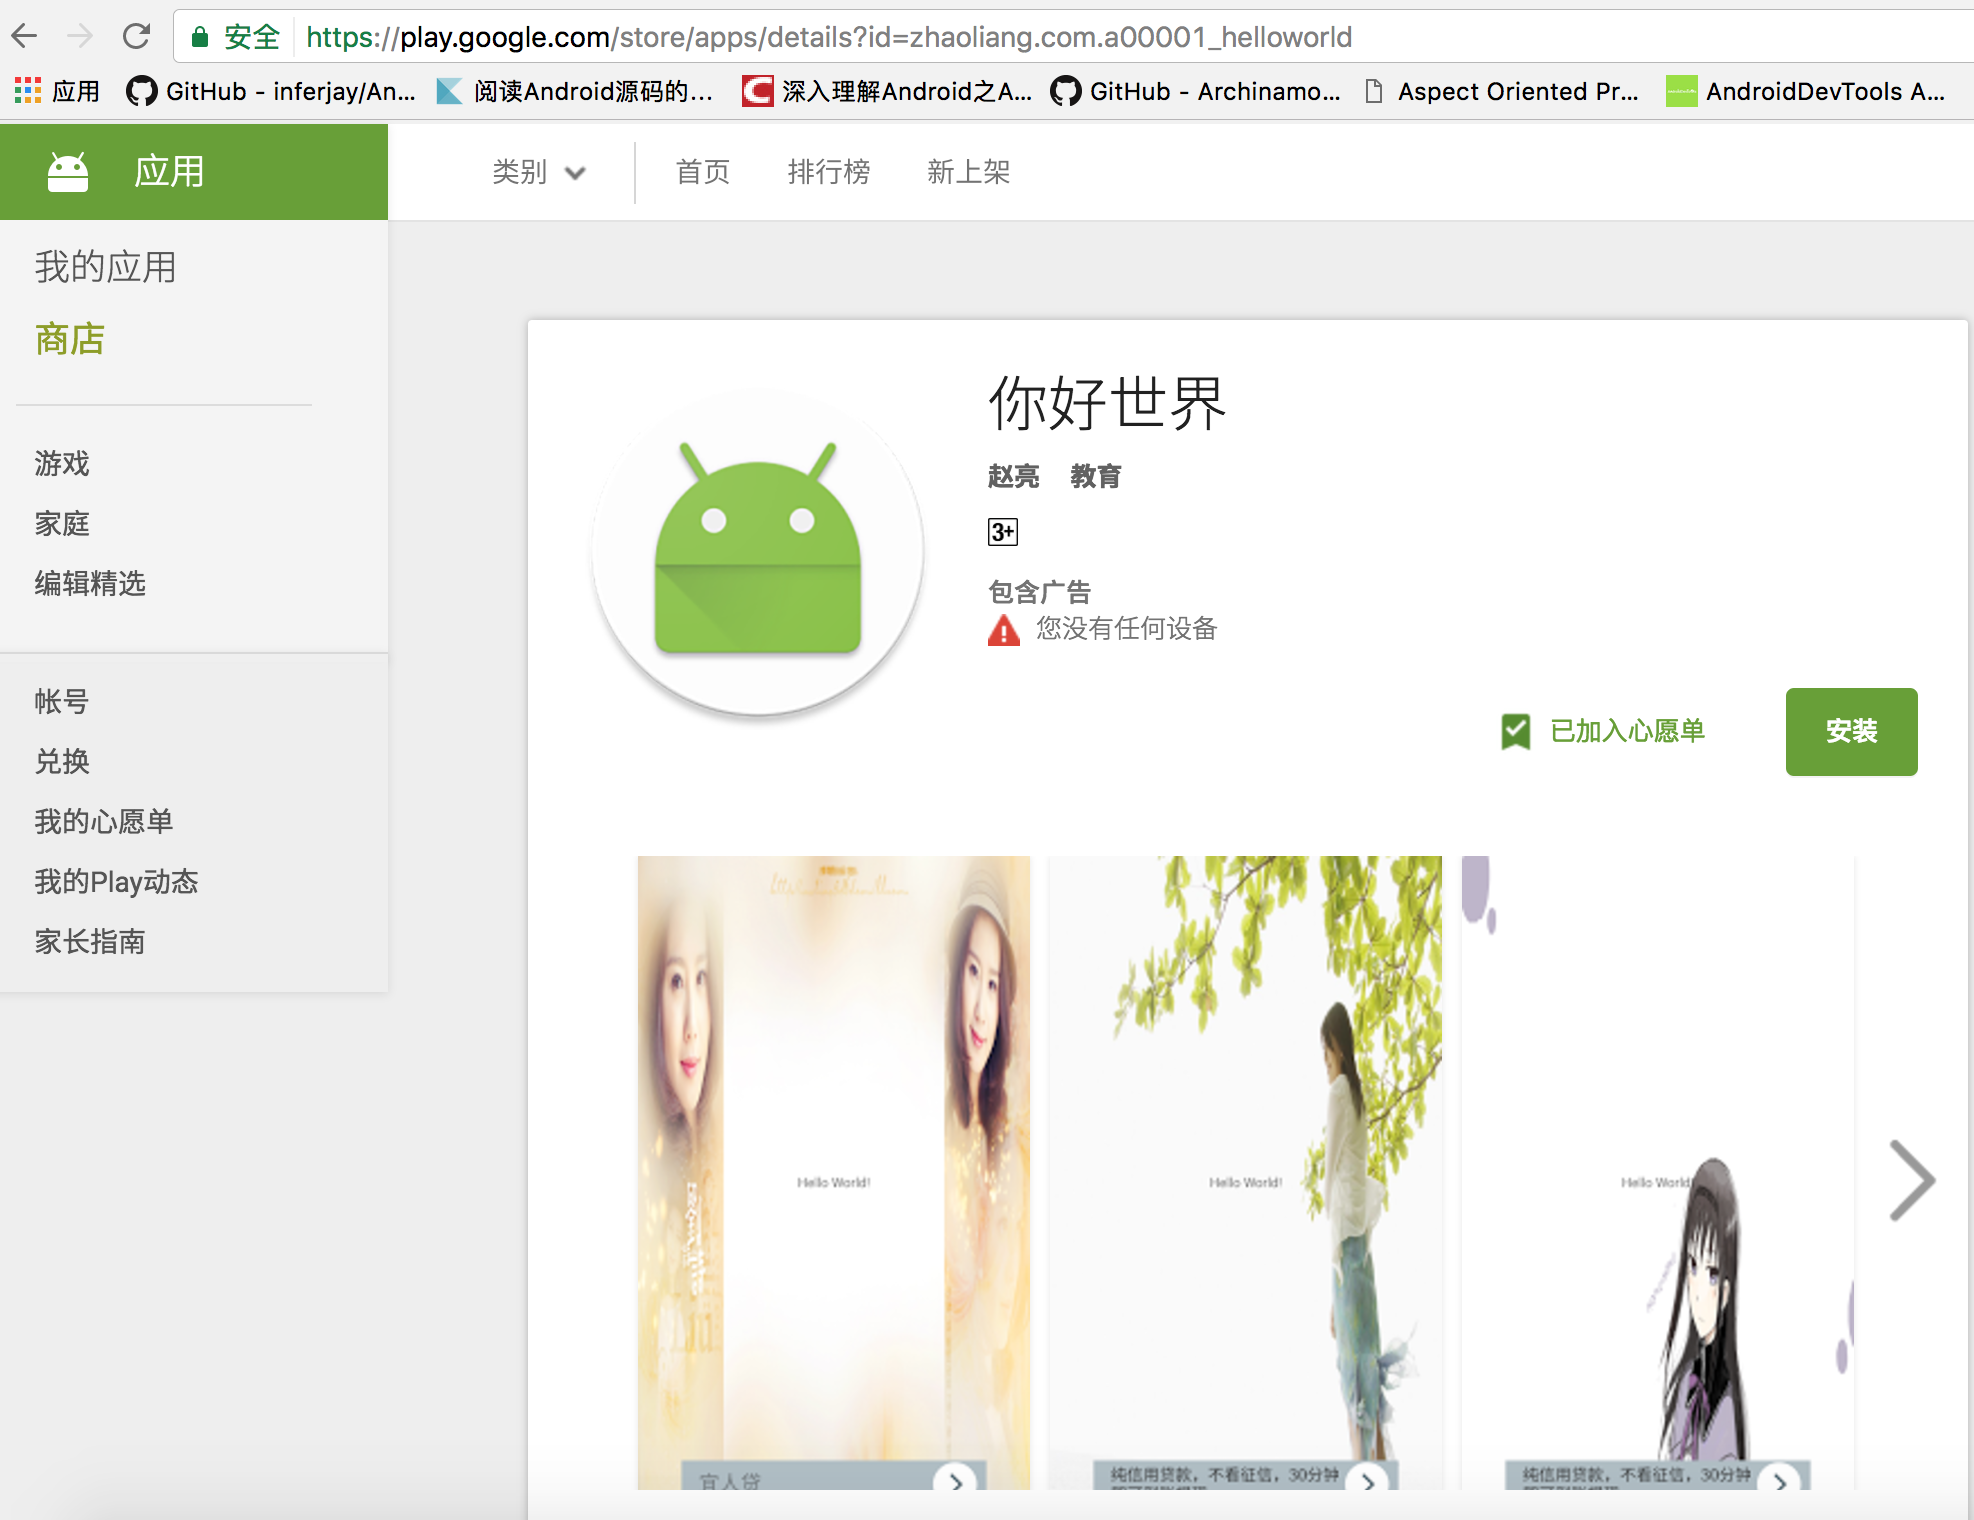 安全 https://play.google.com/store/apps/details?id=zhaoliang.com.a00001_helloworld
应用 GitHub - inferjay/An... 阅读Android源码的... 深入理解Android之A... GitHub - Archinamo... Aspect Oriented Pr... AndroidDevTools A...
应用 类别 首页 排行榜 新上架
我的应用
商店
游戏
家庭
编辑精选
帐号
兑换
我的心愿单
我的Play动态
家长指南
你好世界
赵亮 教育
3+
包含广告
您没有任何设备
已加入心愿单 安装
Hello World!
宜人贷
Hello World!
纯信用贷款，不看征信，30分钟
Hello World!
纯信用贷款，不看征信，30分钟